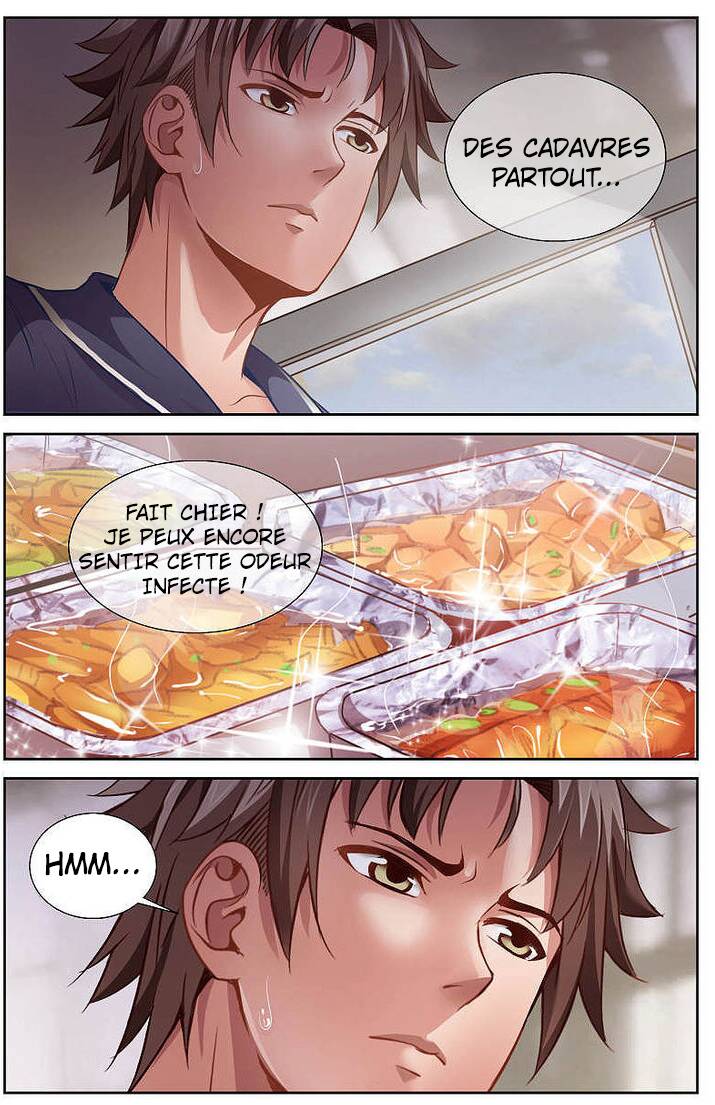 DES CADAVRES
PARTOUT...
FAIT CHIER !
JE PEUX ENCORE
SENTIR CETTE ODEUR
INFECTE !
HMM...